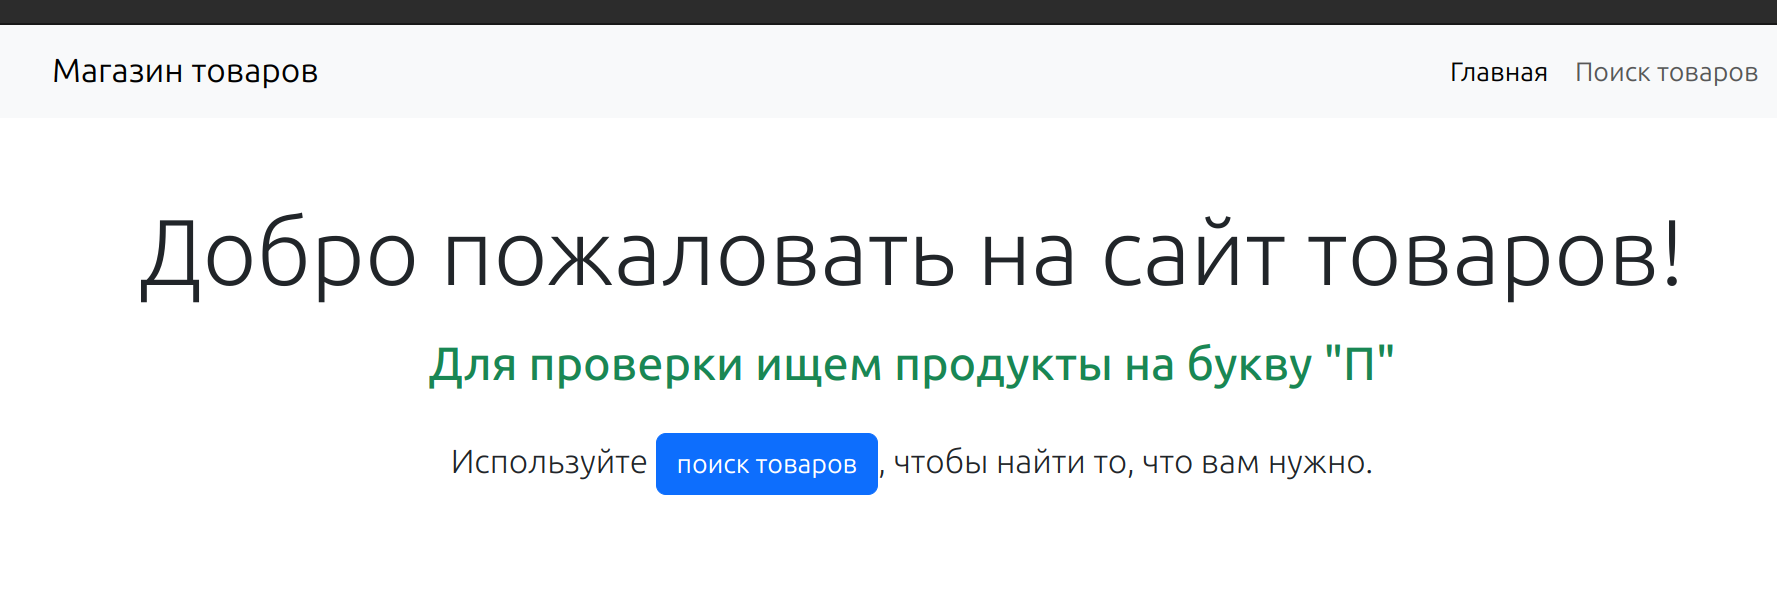 Магазин товаров
Главная Поиск товаров
Добро пожаловать на сайт товаров!
Для проверки ищем продукты на букву "П"
Используйте поиск товаров, чтобы найти то, что вам нужно.